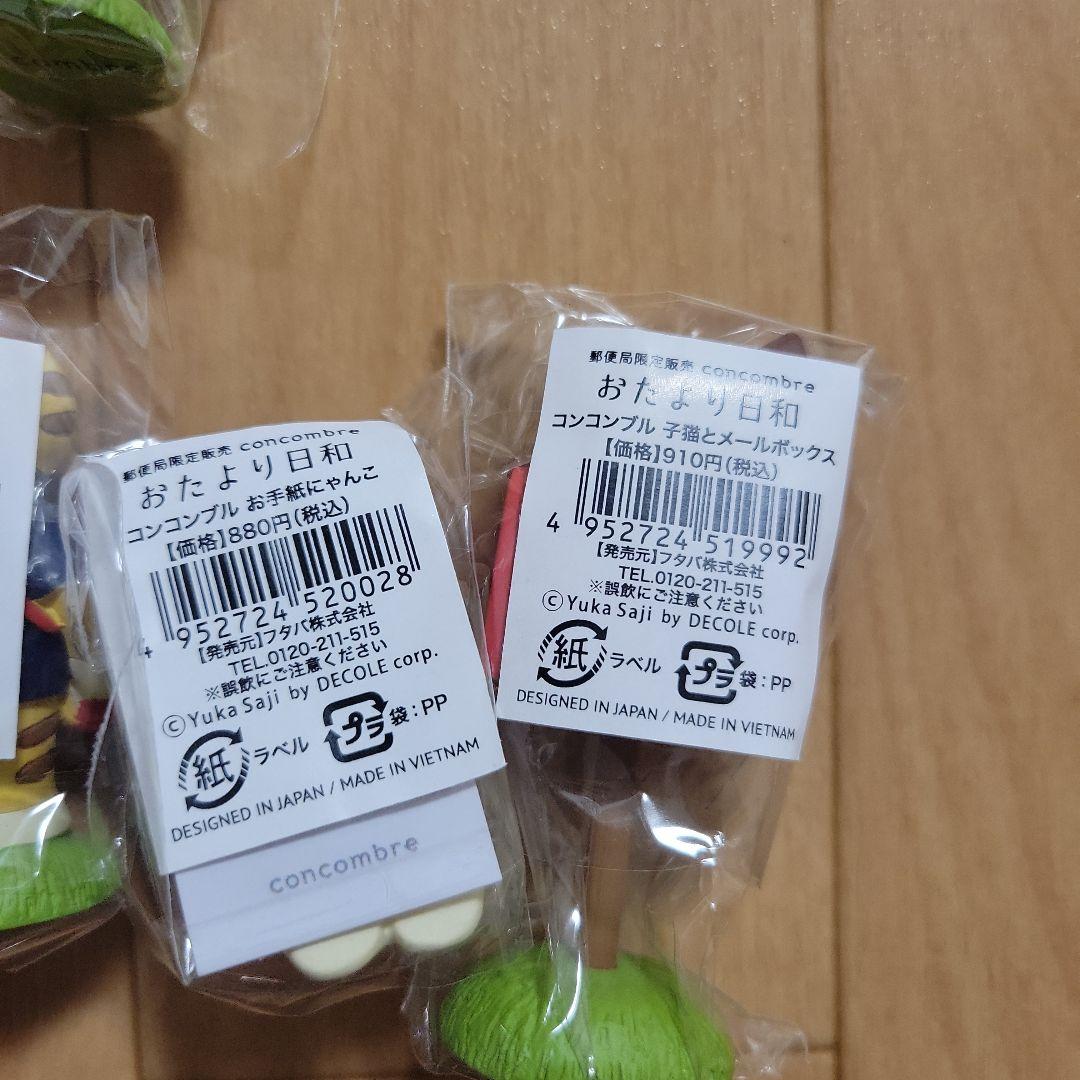 concombre
郵便局限定販売 concombre
おたより日和
コンコンブル お手紙にゃんこ
【価格】880円(税込)
4 952724 520028
【発売元】フタバ株式会社
TEL.0120-211-515
※誤飲にご注意ください
©Yuka Saji by DECOLE corp.
紙 ラベル プラ 袋:PP
DESIGNED IN JAPAN / MADE IN VIETNAM
concombre
郵便局限定販売 concombre
おたより日和
コンコンブル 子猫とメールボックス
【価格】910円(税込)
4 952724 519992
【発売元】フタバ株式会社
TEL.0120-211-515
※誤飲にご注意ください
©Yuka Saji by DECOLE corp.
紙 ラベル プラ 袋:PP
DESIGNED IN JAPAN / MADE IN VIETNAM